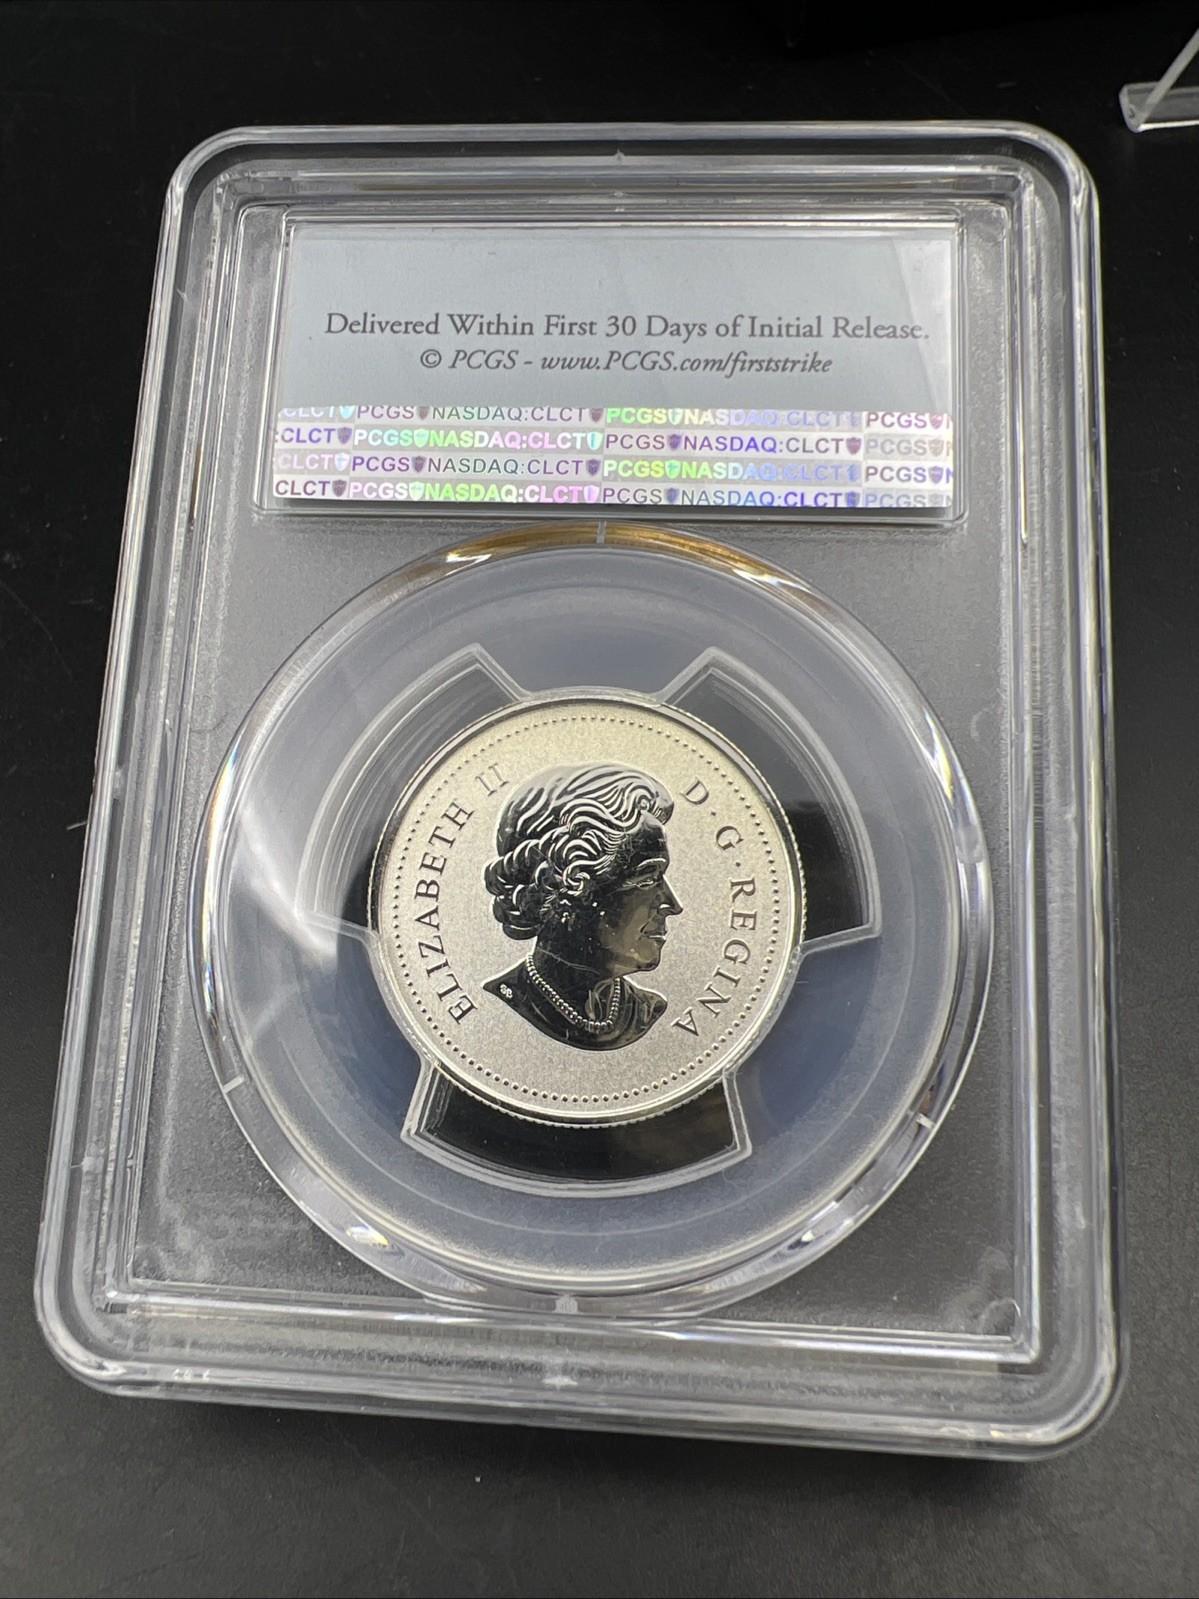 Delivered Within First 30 Days of Initial Release.
© PCGS - www.PCGS.com/firststrike
CLCT PCGS NASDAQ:CLCT PCGS NASDAQ:CLCT PCGS
:CLCT PCGS NASDAQ:CLCT PCGS NASDAQ:CLCT PCGS
CLCT PCGS NASDAQ:CLCT PCGS NASDAQ:CLCT PCGS
CLCT PCGS NASDAQ:CLCT PCGS NASDAQ:CLCT PCGS
ELIZABETH II D·G·REGINA
SB